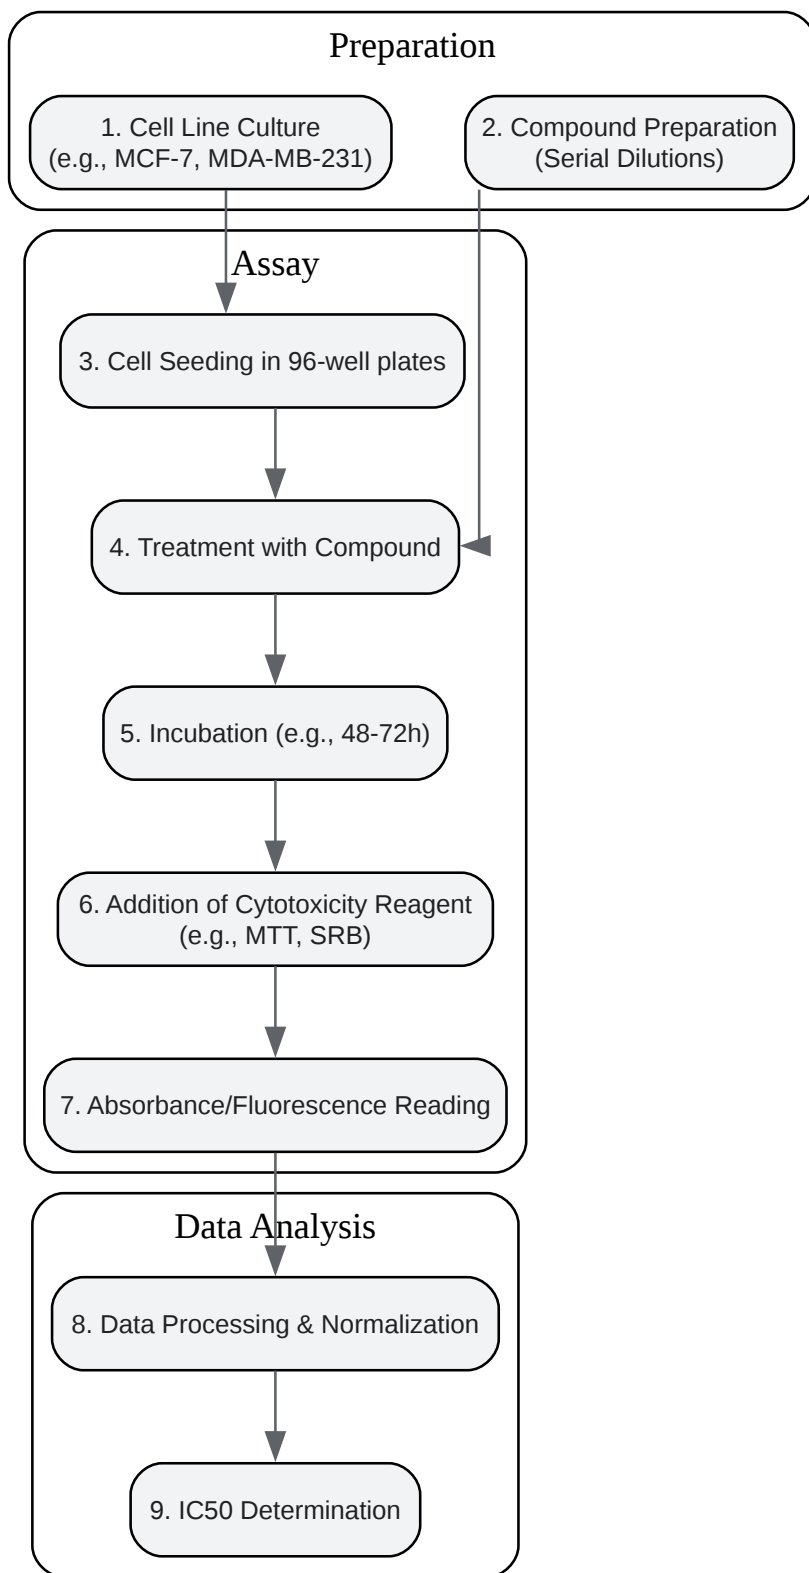 Preparation
1. Cell Line Culture
(e.g., MCF-7, MDA-MB-231)
2. Compound Preparation
(Serial Dilutions)
Assay
3. Cell Seeding in 96-well plates
4. Treatment with Compound
5. Incubation (e.g., 48-72h)
6. Addition of Cytotoxicity Reagent
(e.g., MTT, SRB)
7. Absorbance/Fluorescence Reading
Data Analysis
8. Data Processing & Normalization
9. IC50 Determination